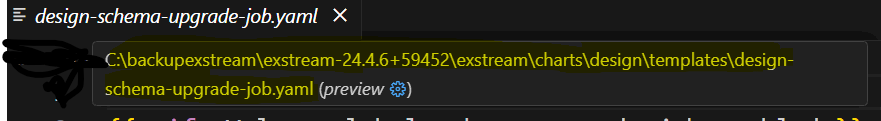 design-schema-upgrade-job.yaml
C:\backupexstream\exstream-24.4.6+59452\exstream\charts\design\templates\design-
schema-upgrade-job.yaml (preview )